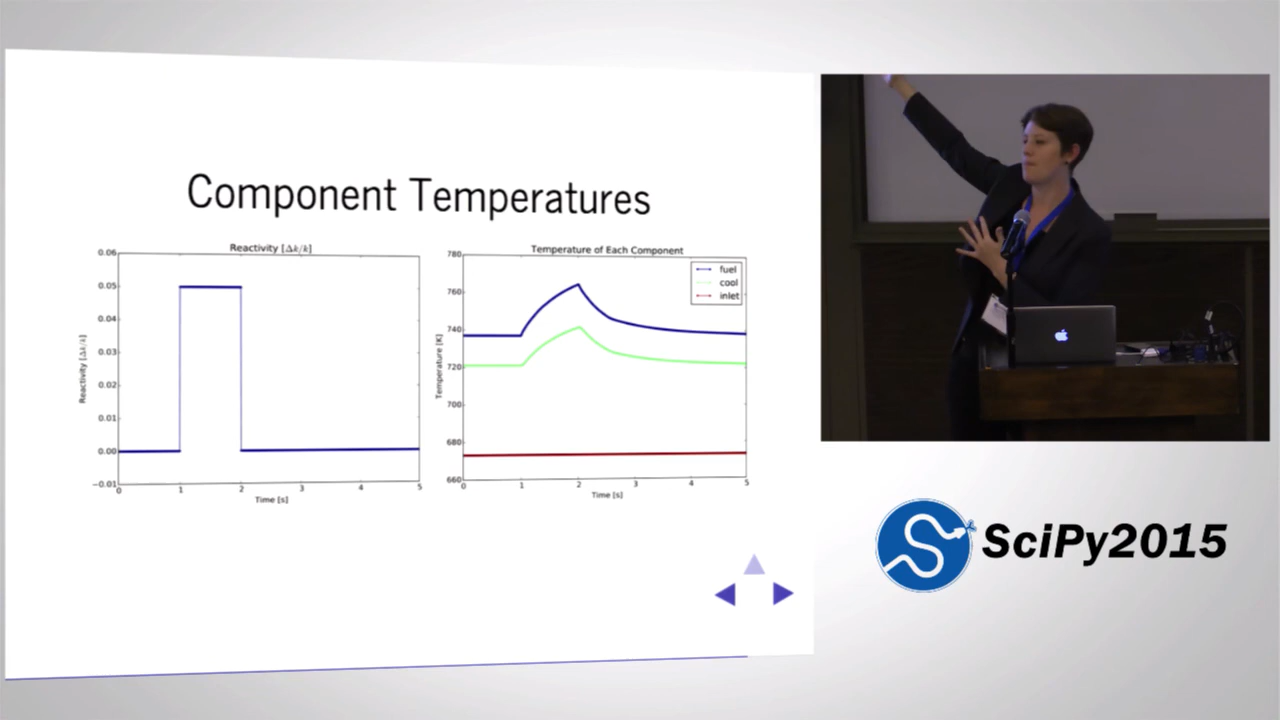 Component Temperatures
Reactivity [Δk/k]
0.06
0.05
0.04
0.03
0.02
0.01
0.00
−0.01
Reactivity [Δk/k]
0
1
2
3
4
5
Time [s]
Temperature of Each Component
780
760
740
720
700
680
660
Temperature [K]
fuel
cool
inlet
0
1
2
3
4
5
Time [s]
SciPy2015